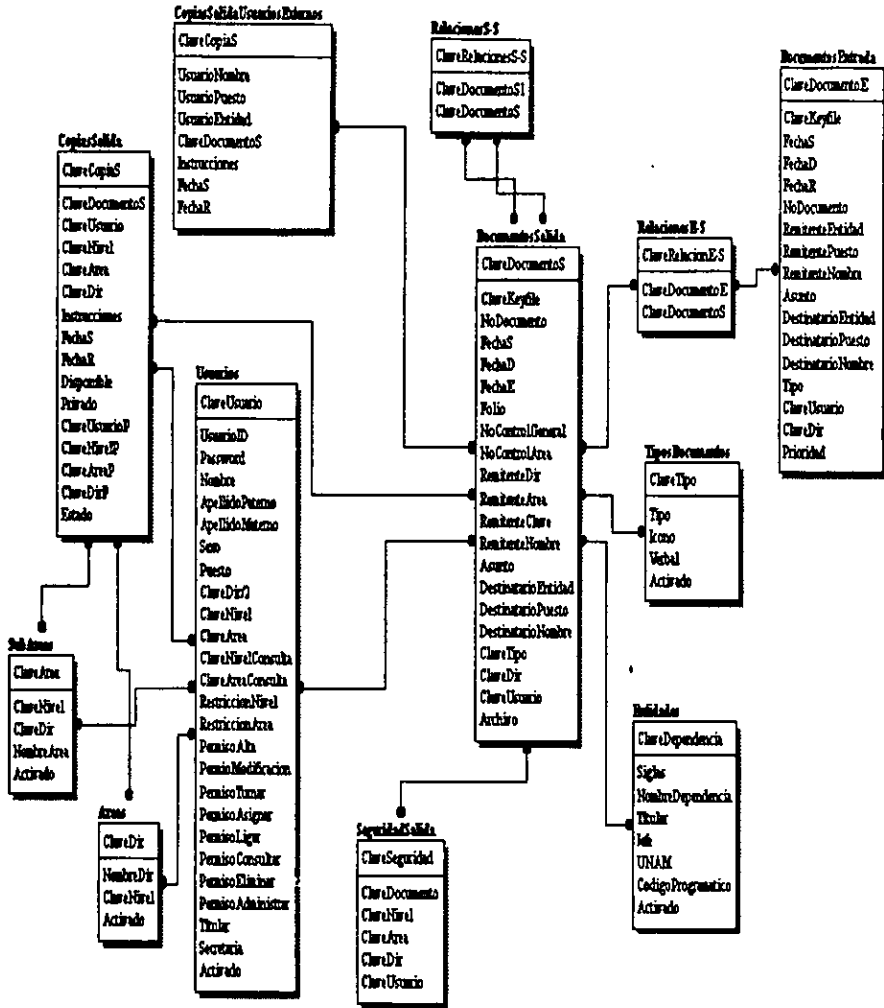 CopiasSalidaUsuariosExternos
ClaveCopiaS
UsuarioNombre
UsuarioPuesto
UsuarioEntidad
ClaveDocumentoS
Instrucciones
FechaS
FechaR
RelacionesS-S
ClaveRelacionesS-S
ClaveDocumentoS1
ClaveDocumentoS
DocumentosEntrada
ClaveDocumentoE
ClaveKeyfile
FechaS
FechaD
FechaR
NoDocumento
RemitenteEntidad
RemitentePuesto
RemitenteNombre
Asunto
DestinatarioEntidad
DestinatarioPuesto
DestinatarioNombre
Tipo
ClaveUsuario
ClaveDir
Prioridad
CopiasSalida
ClaveCopiaS
ClaveDocumentoS
ClaveUsuario
ClaveNivel
ClaveArea
ClaveDir
Instrucciones
FechaS
FechaR
Disponible
Privado
ClaveUsuarioP
ClaveNivelP
ClaveAreaP
ClaveDirP
Estado
DocumentosSalida
ClaveDocumentoS
ClaveKeyfile
NoDocumento
FechaS
FechaD
FechaE
Folio
NoControlGeneral
NoControlArea
RemitenteDir
RemitenteArea
RemitenteClave
RemitenteNombre
Asunto
DestinatarioEntidad
DestinatarioPuesto
DestinatarioNombre
ClaveTipo
ClaveDir
ClaveUsuario
Archivo
RelacionesE-S
ClaveRelacionE-S
ClaveDocumentoE
ClaveDocumentoS
Usuarios
ClaveUsuario
UsuarioID
Password
Nombre
ApellidoPaterno
ApellidoMaterno
Sexo
Puesto
ClaveDir2
ClaveNivel
ClaveArea
ClaveNivelConsulta
ClaveAreaConsulta
RestriccionNivel
RestriccionArea
PermisoAlta
PermisoModificacion
PermisoTurnar
PermisoAsignar
PermisoLigar
PermisoConsultar
PermisoEliminar
PermisoAdministrar
Titular
Secretaria
Activado
TiposDocumentos
ClaveTipo
Tipo
Icono
Verbal
Activado
SubAreas
ClaveArea
ClaveNivel
ClaveDir
NombreArea
Activado
Areas
ClaveDir
NombreDir
ClaveNivel
Activado
SeguridadSalida
ClaveSeguridad
ClaveDocumento
ClaveNivel
ClaveArea
ClaveDir
ClaveUsuario
Entidades
ClaveDependencia
Siglas
NombreDependencia
Titular
Jefe
UNAM
CodigoProgramatico
Activado